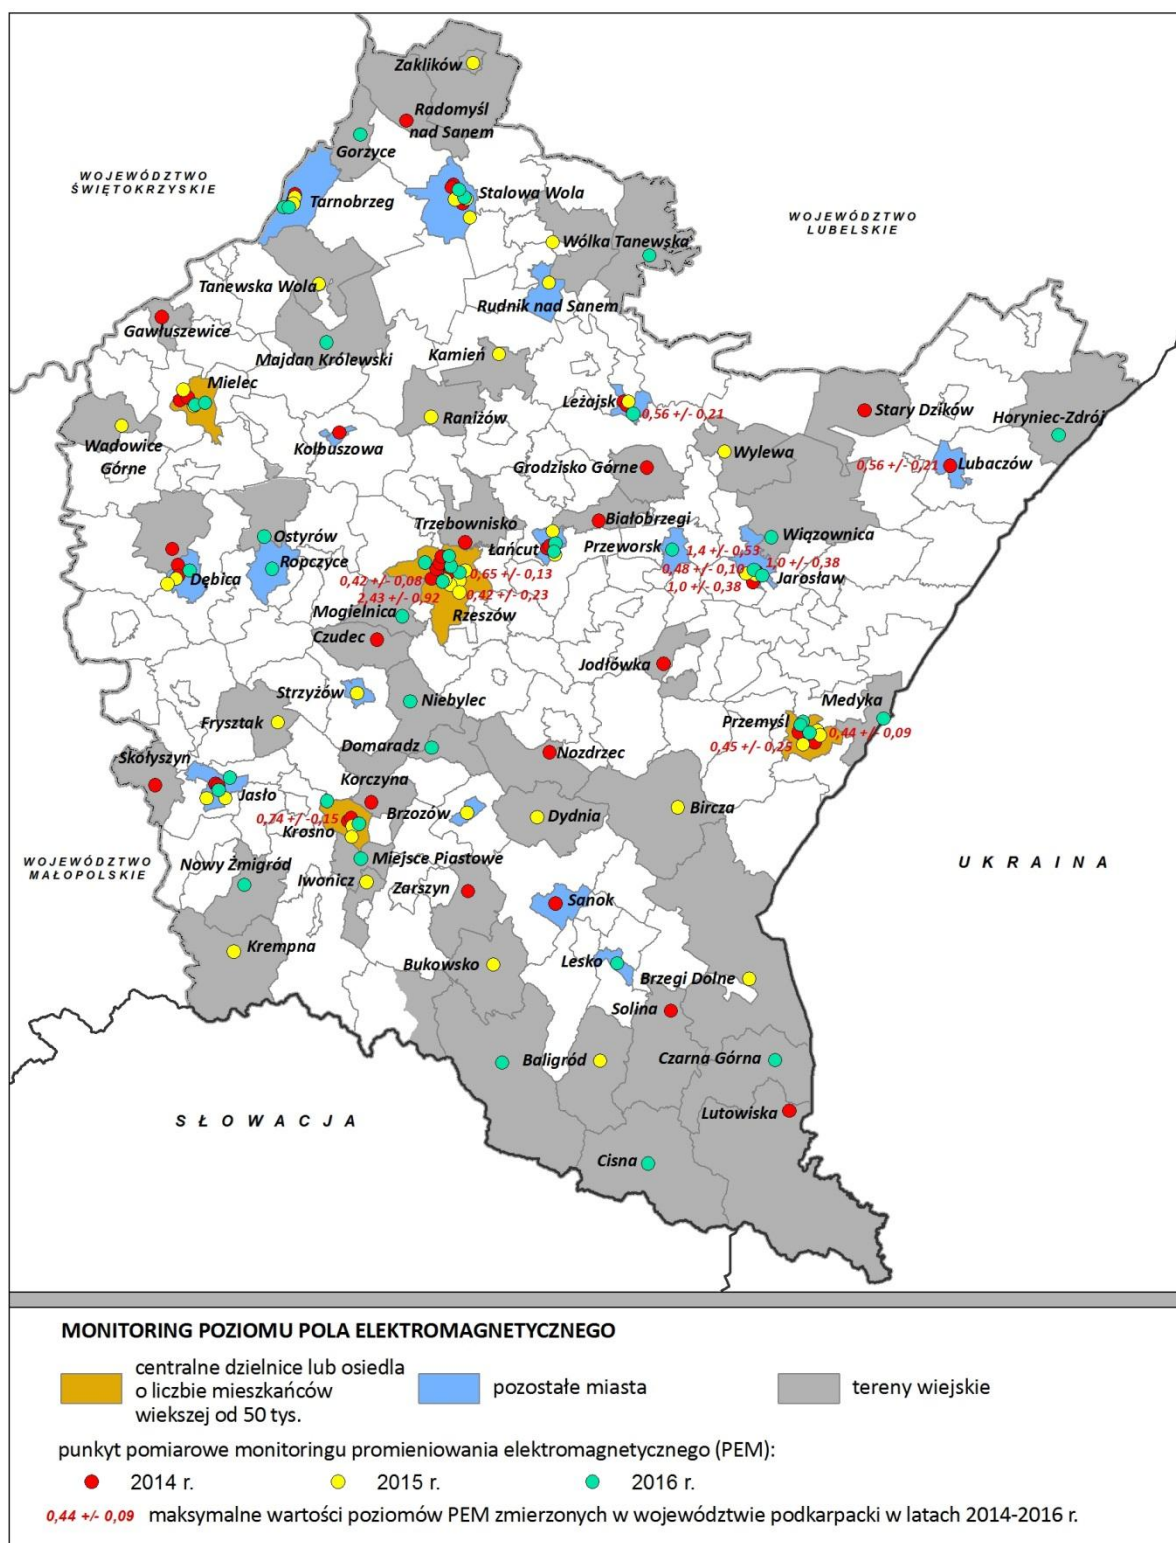 Zaklików
Radomyśl
nad Sanem
Gorzyce
WOJEWÓDZTWO
ŚWIĘTOKRZYSKIE
Tarnobrzeg
Stalowa Wola
WOJEWÓDZTWO
LUBELSKIE
Wólka Tanewska
Tanewska Wola
Rudnik nad Sanem
Gawłuszewice
Majdan Królewski
Kamień
Mielec
Leżajsk
0,56 +/- 0,21
Stary Dzików
Horyniec-Zdrój
Wadowice
Górne
Kolbuszowa
Raniżów
Grodzisko Górne
Wylewa
0,56 +/- 0,21
Lubaczów
Ostyrów
Trzebownisko
Białobrzegi
Wiązownica
Ropczyce
Łańcut
Przeworsk
1,4 +/- 0,53
Dębica
0,42 +/- 0,08
0,65 +/- 0,13
0,48 +/- 0,10
1,0 +/- 0,38
Jarosław
2,43 +/- 0,92
0,42 +/- 0,23
1,0 +/- 0,38
Mogielnica
Rzeszów
Czudec
Jodłówka
Strzyżów
Niebylec
Medyka
Frysztak
Przemyśl
0,44 +/- 0,09
Domaradz
Nozdrzec
0,45 +/- 0,25
Skołyszyn
Korczyna
Jasło
Brzozów
Dydnia
Bircza
0,74 +/-0,15
Krosno
WOJEWÓDZTWO
MAŁOPOLSKIE
Nowy Żmigród
Miejsce Piastowe
UKRAINA
Iwonicz
Zarszyn
Sanok
Krempna
Bukowsko
Lesko
Brzegi Dolne
Solina
Baligród
Czarna Górna
SŁOWACJA
Lutowiska
Cisna
MONITORING POZIOMU POLA ELEKTROMAGNETYCZNEGO
centralne dzielnice lub osiedla
o liczbie mieszkańców
wiekszej od 50 tys.
pozostałe miasta
tereny wiejskie
punkyt pomiarowe monitoringu promieniowania elektromagnetycznego (PEM):
2014 r.
2015 r.
2016 r.
0,44 +/- 0,09 maksymalne wartości poziomów PEM zmierzonych w województwie podkarpacki w latach 2014-2016 r.